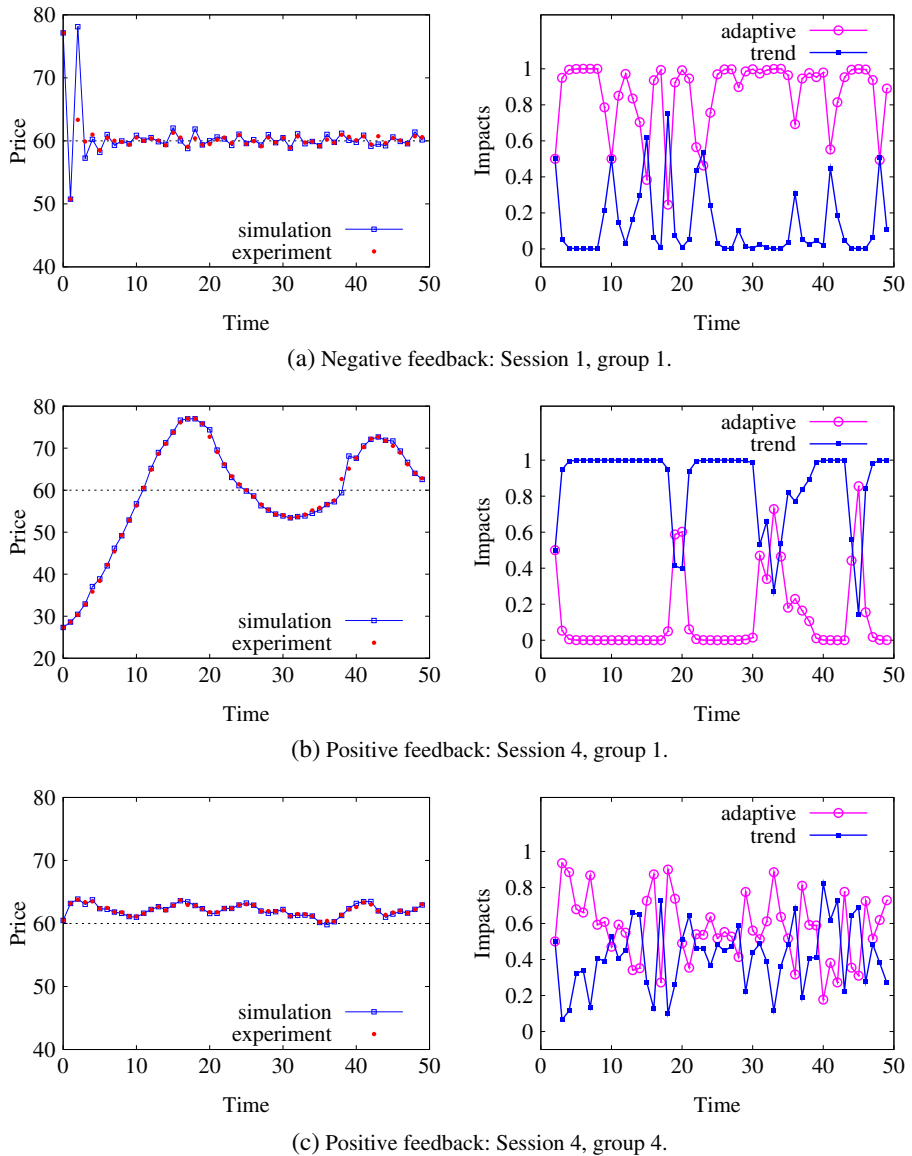 80
70
60
50
40
Price
simulation
experiment
0 10 20 30 40 50
Time
adaptive
trend
1
0.8
0.6
0.4
0.2
0
Impacts
0 10 20 30 40 50
Time
(a) Negative feedback: Session 1, group 1.
80
70
60
50
40
30
20
Price
simulation
experiment
0 10 20 30 40 50
Time
adaptive
trend
1
0.8
0.6
0.4
0.2
0
Impacts
0 10 20 30 40 50
Time
(b) Positive feedback: Session 4, group 1.
80
70
60
50
40
Price
simulation
experiment
0 10 20 30 40 50
Time
adaptive
trend
1
0.8
0.6
0.4
0.2
0
Impacts
0 10 20 30 40 50
Time
(c) Positive feedback: Session 4, group 4.